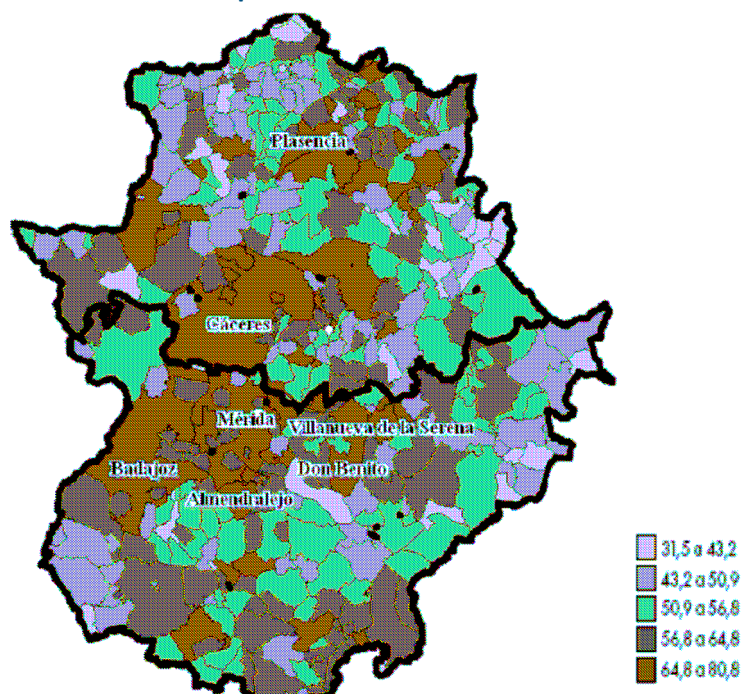 Plasencia
Cáceres
Mérida
Villanueva de la Serena
Badajoz
Don Benito
Almendralejo
31,5 a 43,2
43,2 a 50,9
50,9 a 56,8
56,8 a 64,8
64,8 a 80,8